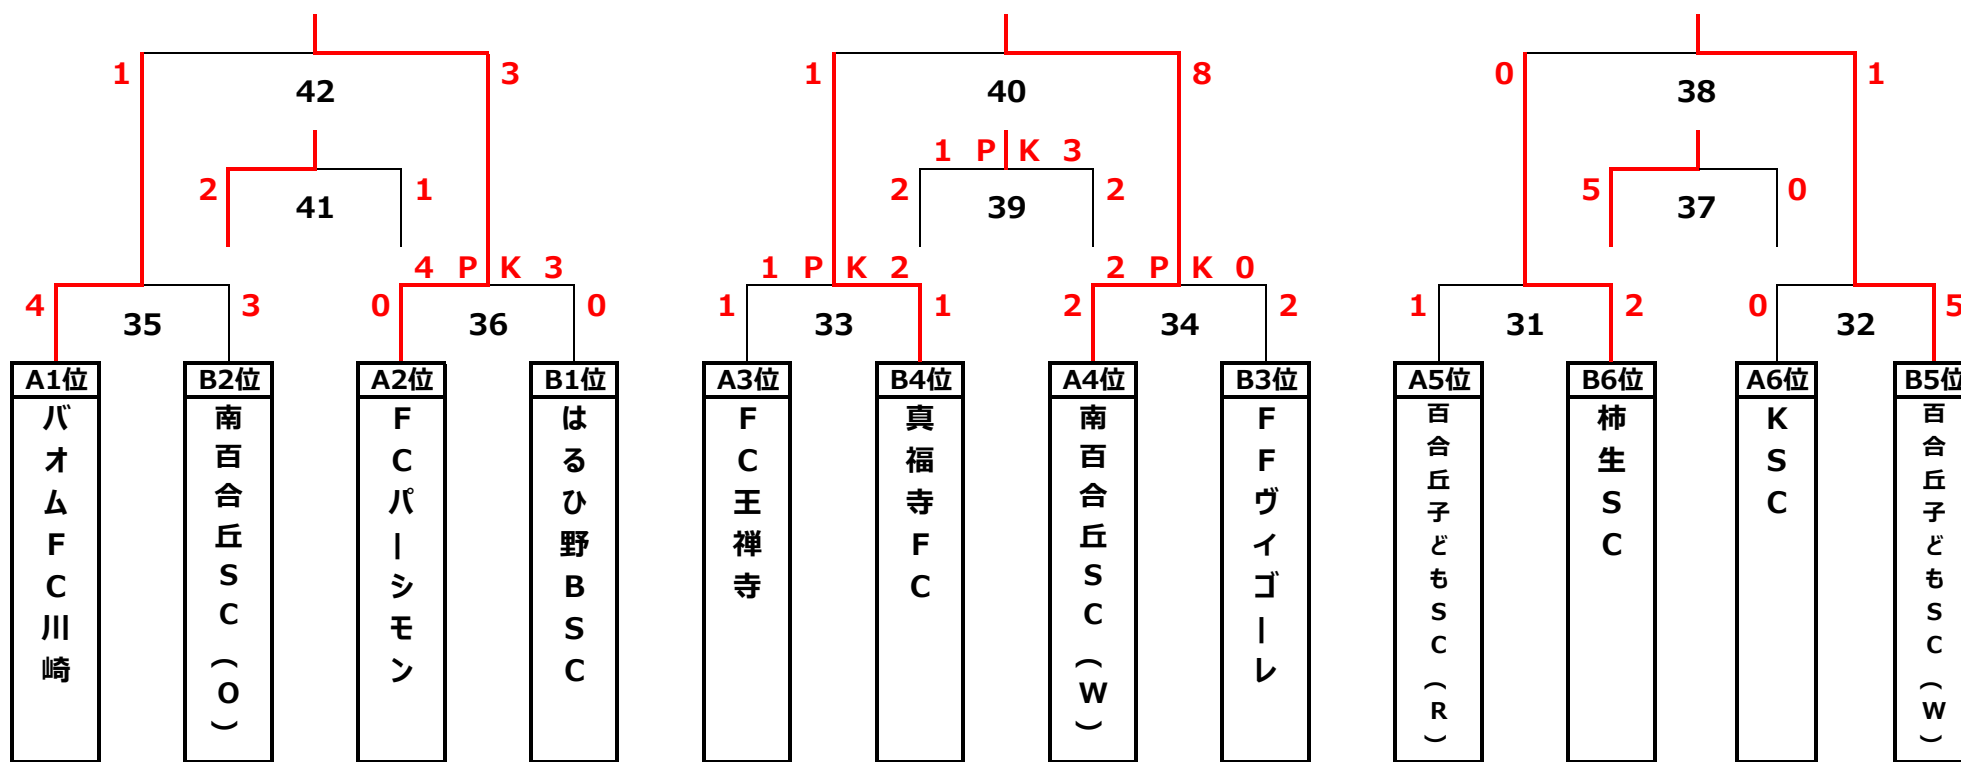 1 3 1 8 0 1
42 40 38
1 P K 3
2 1 2 2 5 0
41 39 37
4 P K 3 1 P K 2 2 P K 0
4 3 0 0 1 1 2 2 1 2 0 5
35 36 33 34 31 32
A1位 B2位 A2位 B1位 A3位 B4位 A4位 B3位 A5位 B6位 A6位 B5位
バオムFC川崎
南百合丘SC(O)
FCパーシモン
はるひ野BSC
FC王禅寺
真福寺FC
南百合丘SC(W)
FFヴィゴーレ
百合丘子どもSC(R)
柿生SC
KSC
百合丘子どもSC(W)